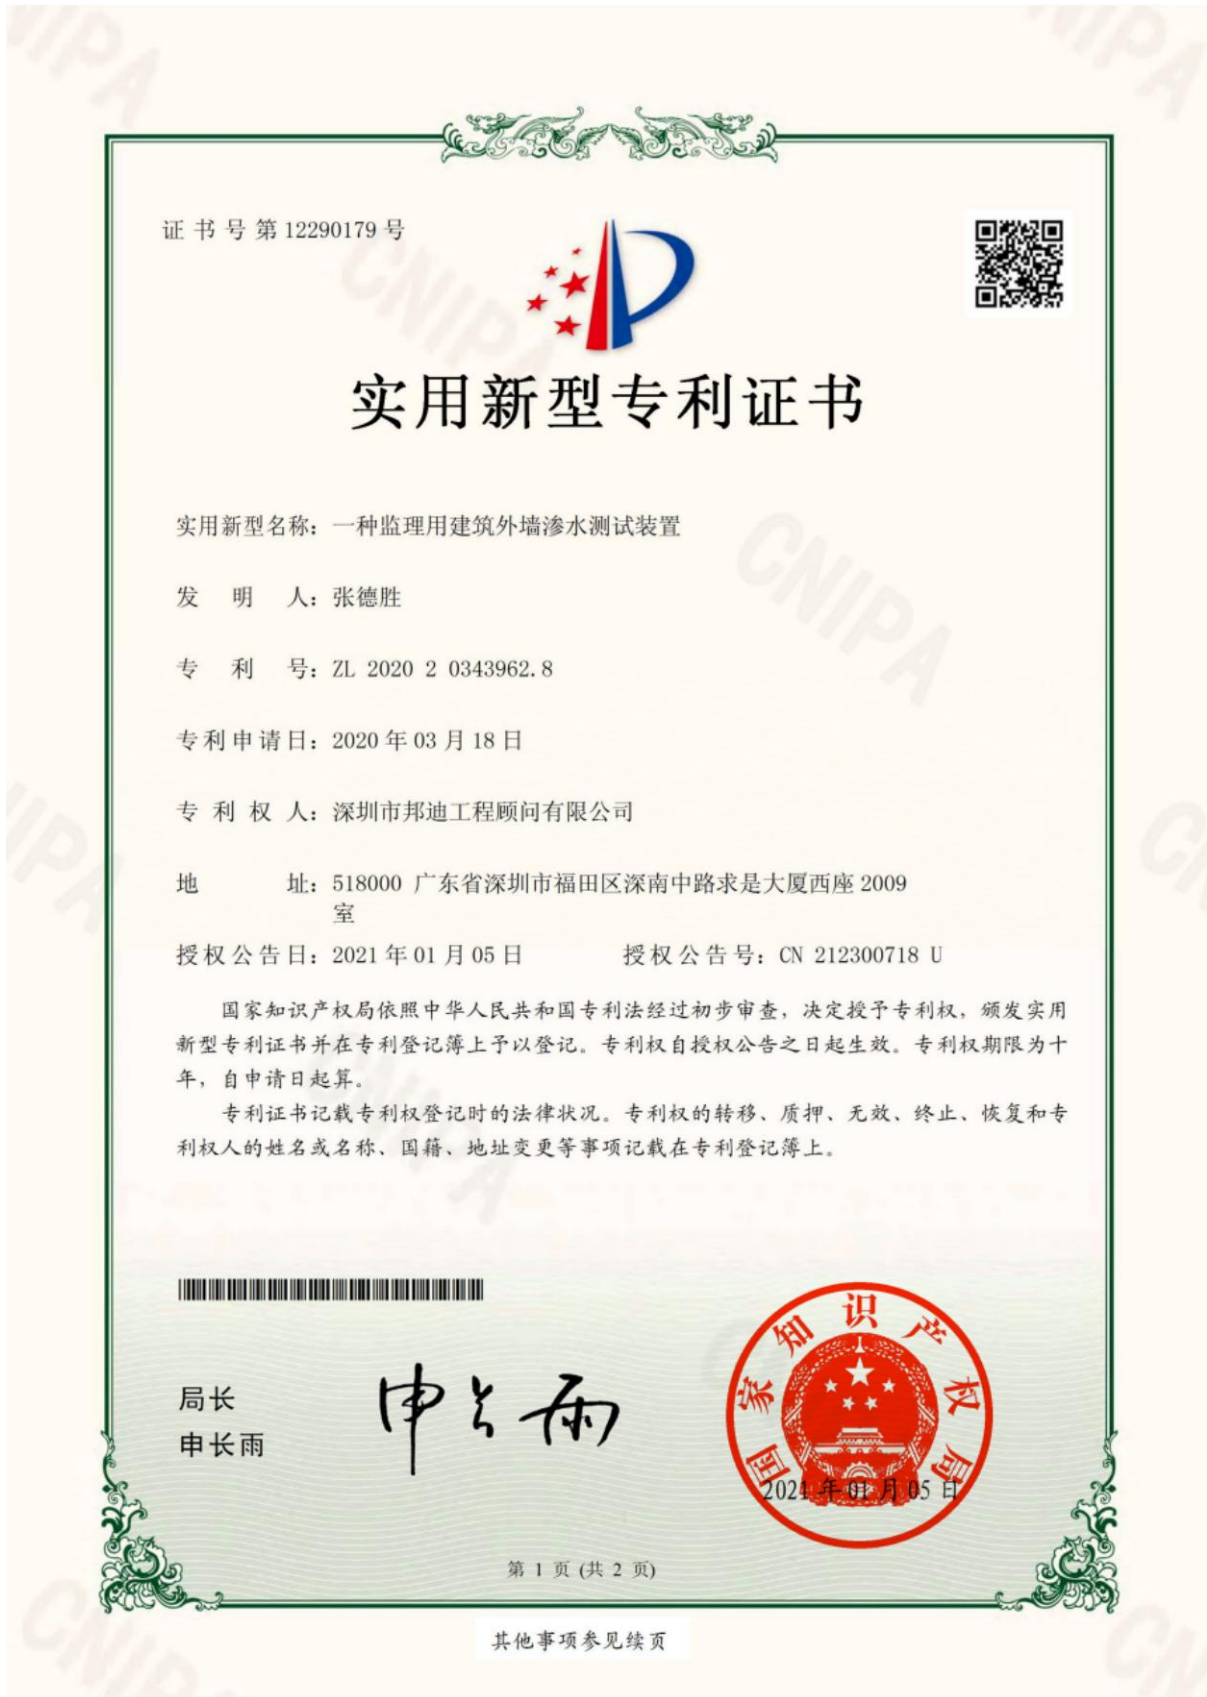 证书号第12290179号
实用新型专利证书
实用新型名称：一种监理用建筑外墙渗水测试装置
发 明 人：张德胜
专 利 号：ZL 2020 2 0343962.8
专利申请日：2020年03月18日
专 利 权 人：深圳市邦迪工程顾问有限公司
地 址：518000 广东省深圳市福田区深南中路求是大厦西座2009
室
授权公告日：2021年01月05日 授权公告号：CN 212300718 U
国家知识产权局依照中华人民共和国专利法经过初步审查，决定授予专利权，颁发实用
新型专利证书并在专利登记簿上予以登记。专利权自授权公告之日起生效。专利权期限为十
年，自申请日起算。
专利证书记载专利权登记时的法律状况。专利权的转移、质押、无效、终止、恢复和专
利权人的姓名或名称、国籍、地址变更等事项记载在专利登记簿上。
局长
申长雨
申长雨
国家知识产权局
2021年01月05日
第 1 页 (共 2 页)
其他事项参见续页
CNIPA
CNIPA
CNIPA
CNIPA
CNIPA